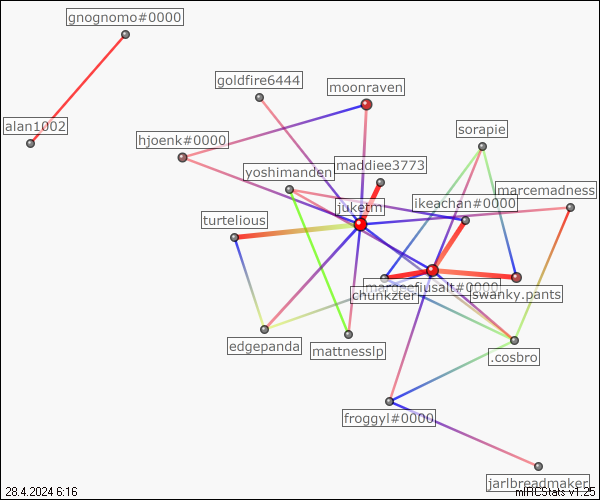 gnognomo#0000
goldfire6444
moonraven
alan1002
sorapie
hjoenk#0000
maddiee3773
yoshimanden
marcemadness
ikeachan#0000
juketm
turtelious
margeefjusalt#0000
chunkzter
swanky.pants
edgepanda
mattnesslp
.cosbro
froggyl#0000
jarlbreadmaker
28.4.2024 6:16
mIRCStats v1.25